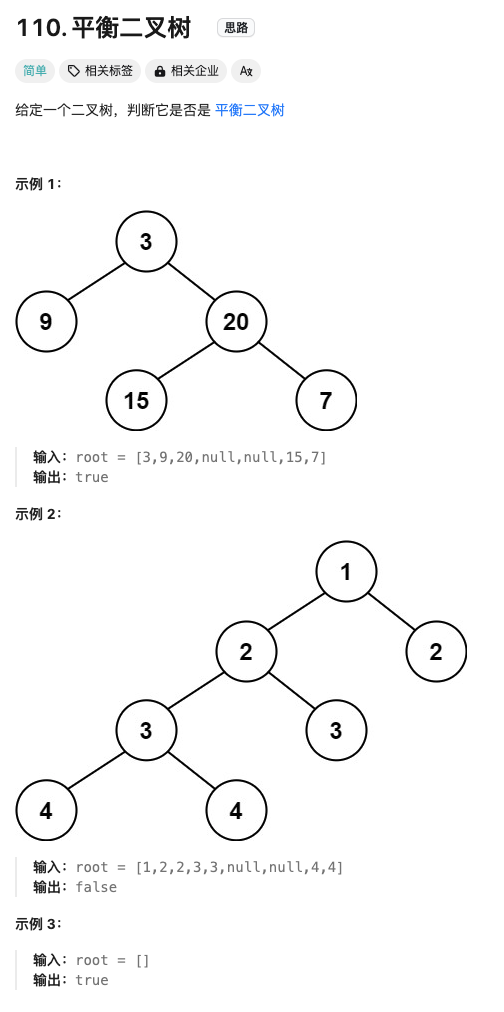 110. 平衡二叉树 思路
简单 相关标签 相关企业 A文
给定一个二叉树，判断它是否是 平衡二叉树
示例 1：
3
9 20
15 7
输入：root = [3,9,20,null,null,15,7]
输出：true
示例 2：
1
2 2
3 3
4 4
输入：root = [1,2,2,3,3,null,null,4,4]
输出：false
示例 3：
输入：root = []
输出：true